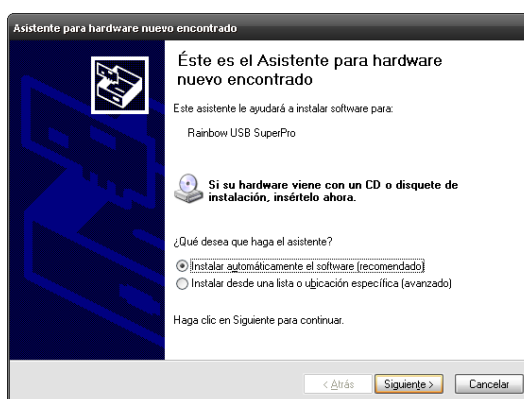 Asistente para hardware nuevo encontrado
Éste es el Asistente para hardware
nuevo encontrado
Este asistente le ayudará a instalar software para:
Rainbow USB SuperPro
Si su hardware viene con un CD o disquete de
instalación, insértelo ahora.
¿Qué desea que haga el asistente?
Instalar automáticamente el software (recomendado)
Instalar desde una lista o ubicación específica (avanzado)
Haga clic en Siguiente para continuar.
< Atrás Siguiente > Cancelar